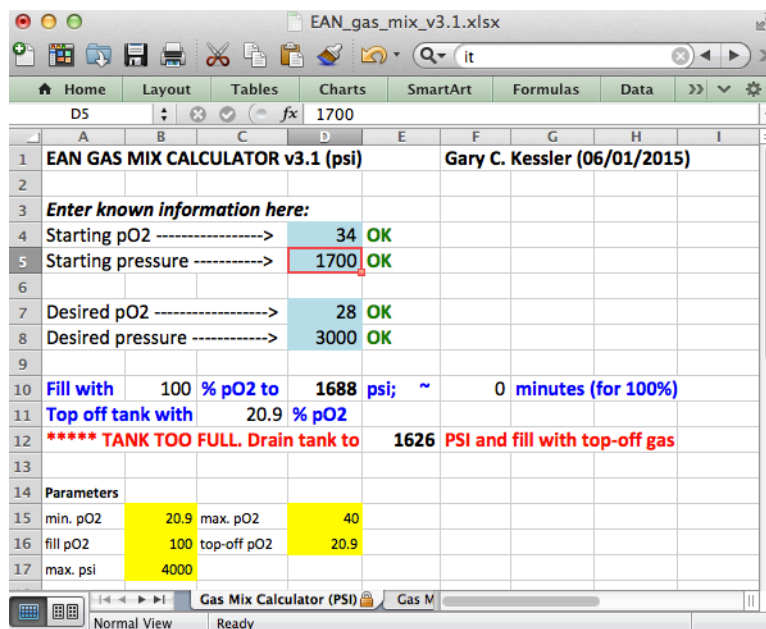 EAN_gas_mix_v3.1.xlsx
(it
Home Layout Tables Charts SmartArt Formulas Data >>
D5 fx 1700
A B C D E F G H I
1 EAN GAS MIX CALCULATOR v3.1 (psi) Gary C. Kessler (06/01/2015)
2
3 Enter known information here:
4 Starting pO2 -----------------> 34 OK
5 Starting pressure -----------> 1700 OK
6
7 Desired pO2 ------------------> 28 OK
8 Desired pressure ------------> 3000 OK
9
10 Fill with 100 % pO2 to 1688 psi; ~ 0 minutes (for 100%)
11 Top off tank with 20.9 % pO2
12 ***** TANK TOO FULL. Drain tank to 1626 PSI and fill with top-off gas
13
14 Parameters
15 min. pO2 20.9 max. pO2 40
16 fill pO2 100 top-off pO2 20.9
17 max. psi 4000
Gas Mix Calculator (PSI) Gas M
Normal View Ready